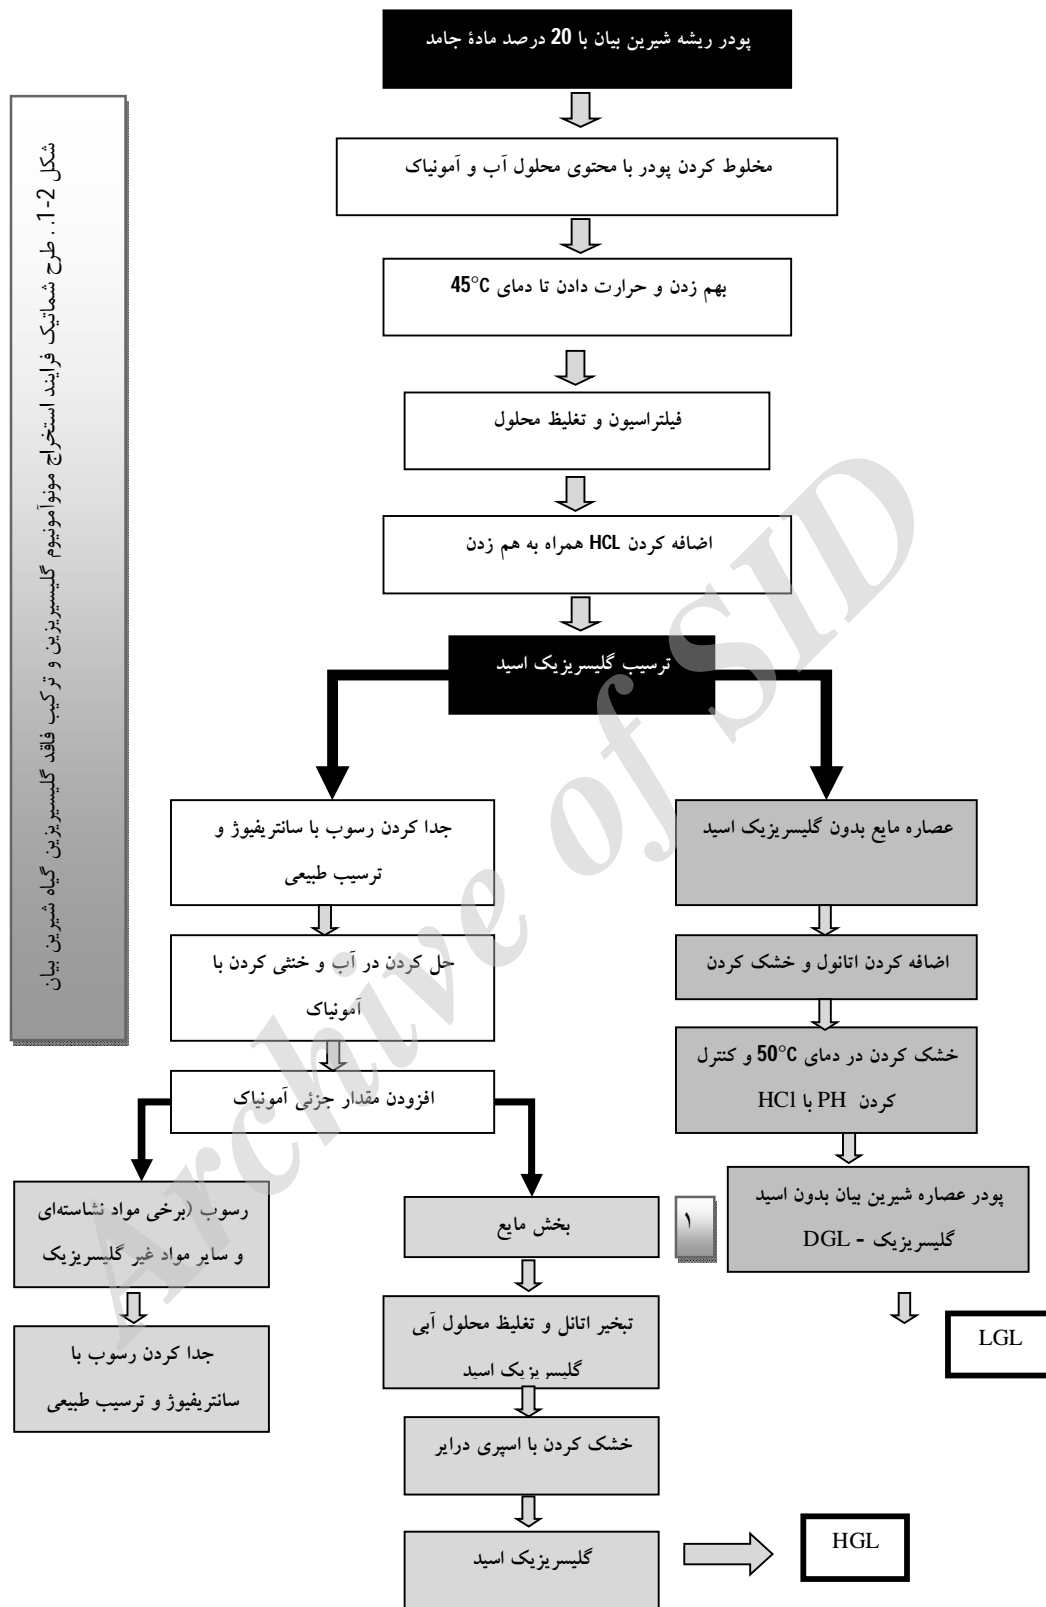 پودر ریشه شیرین بیان با 20 درصد مادۀ جامد
مخلوط کردن پودر با محتوی محلول آب و آمونیاک
بهم زدن و حرارت دادن تا دمای 45°C
فیلتراسیون و تغلیظ محلول
اضافه کردن HCL همراه به هم زدن
ترسیب گلیسریزیک اسید
عصاره مایع بدون گلیسریزیک اسید
اضافه کردن اتانول و خشک کردن
خشک کردن در دمای 50°C و کنترل
کردن PH با HCl
پودر عصاره شیرین بیان بدون اسید
گلیسریزیک - DGL
LGL
۱
جدا کردن رسوب با سانتریفیوژ و
ترسیب طبیعی
حل کردن در آب و خنثی کردن با
آمونیاک
افزودن مقدار جزئی آمونیاک
بخش مایع
تبخیر اتانل و تغلیظ محلول آبی
گلیسریزیک اسید
خشک کردن با اسپری درایر
گلیسریزیک اسید
HGL
رسوب (برخی مواد نشاسته‌ای
و سایر مواد غیر گلیسریزیک
جدا کردن رسوب با
سانتریفیوژ و ترسیب طبیعی
شکل 2-1. . طرح شماتیک فرایند استخراج مونوآمونیوم گلیسیریزین و ترکیب فاقد گلیسیریزین گیاه شیرین بیان
Archive of SID